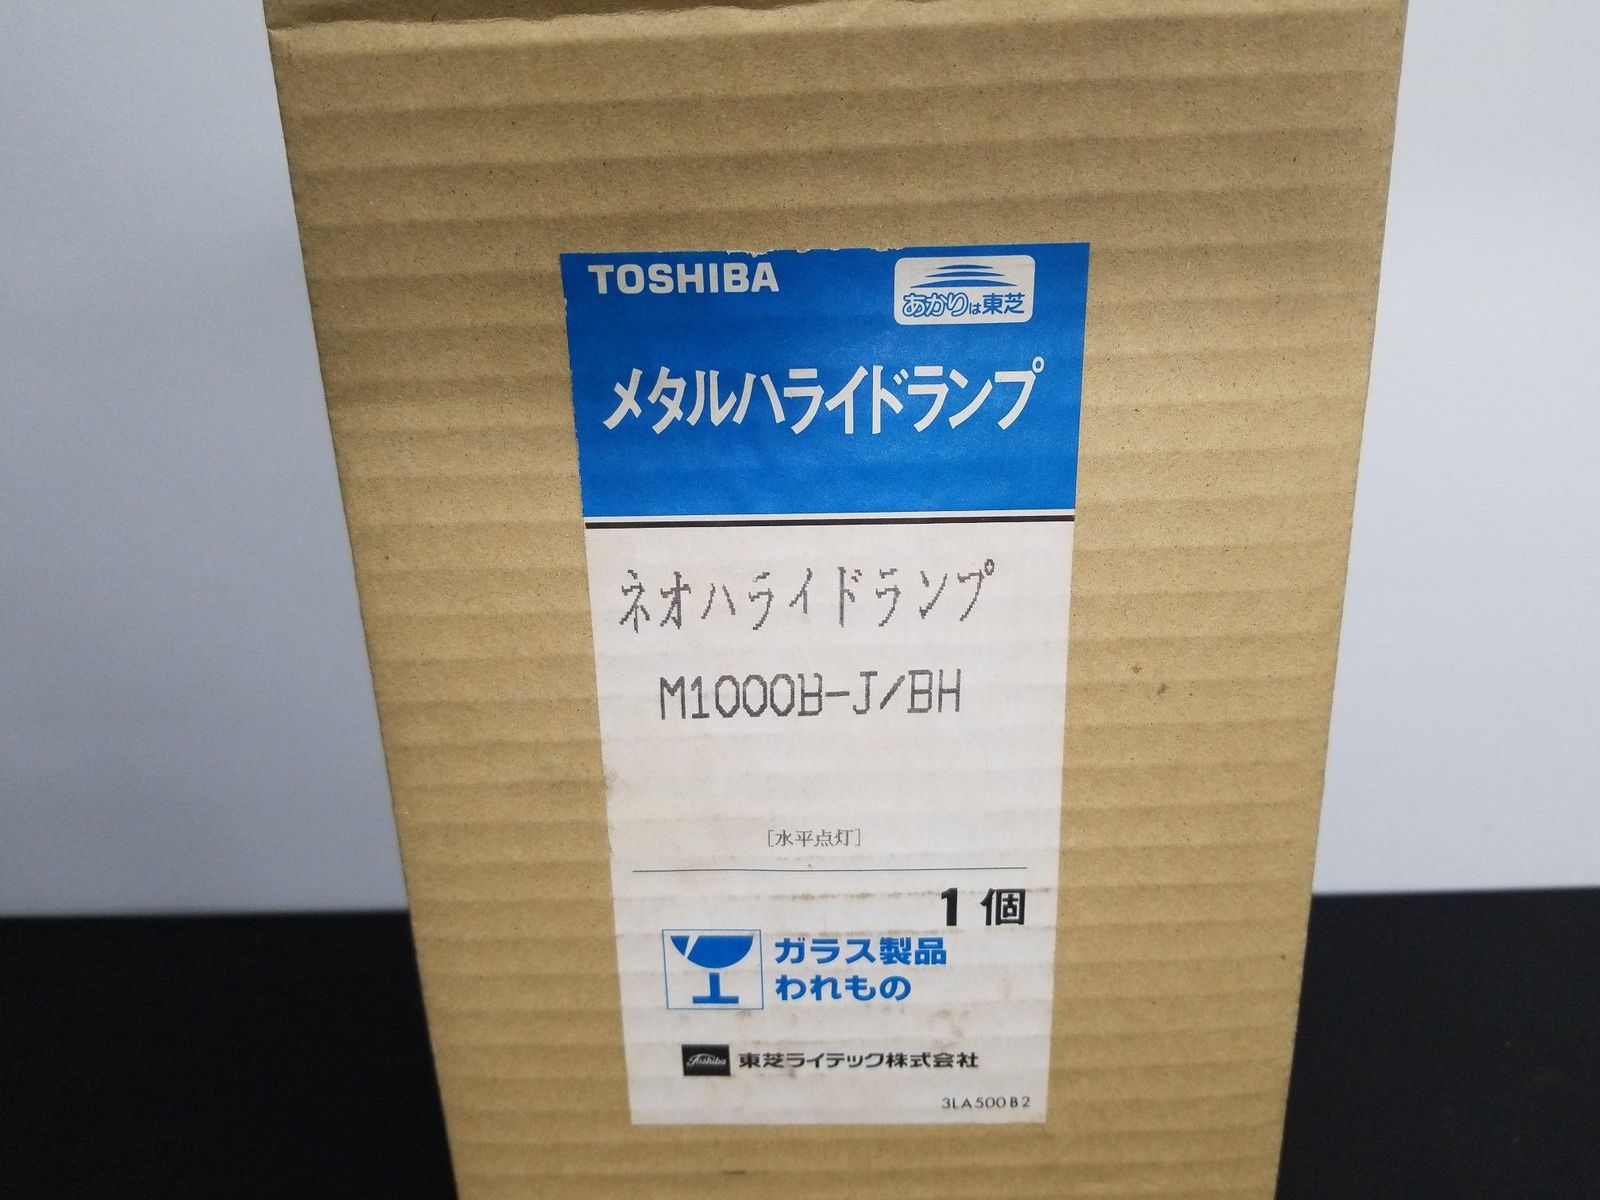 TOSHIBA
あかりは東芝
メタルハライドランプ
ネオハライドランプ
M1000B-J/BH
[水平点灯]
1個
ガラス製品
われもの
Toshiba 東芝ライテック株式会社
3LA500B2